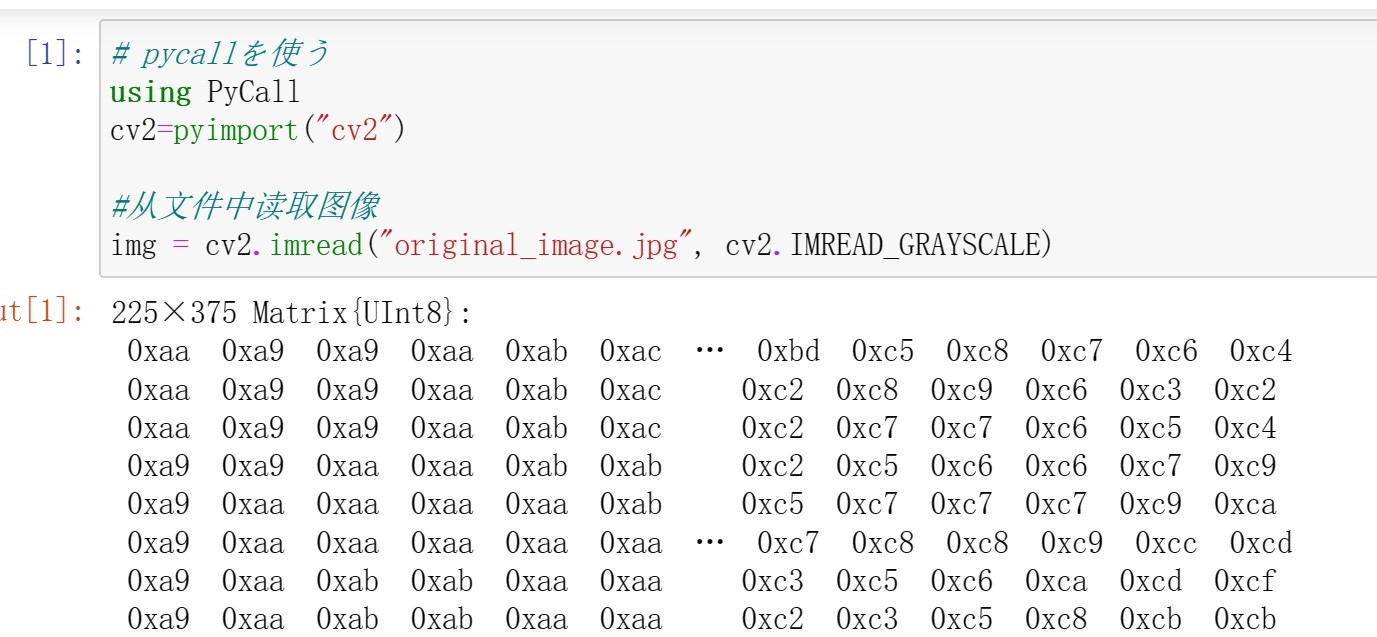 [1]: # pycallを使う
using PyCall
cv2=pyimport("cv2")
#从文件中读取图像
img = cv2.imread("original_image.jpg", cv2.IMREAD_GRAYSCALE)
ut[1]: 225×375 Matrix{UInt8}:
0xaa 0xa9 0xa9 0xaa 0xab 0xac … 0xbd 0xc5 0xc8 0xc7 0xc6 0xc4
0xaa 0xa9 0xa9 0xaa 0xab 0xac 0xc2 0xc8 0xc9 0xc6 0xc3 0xc2
0xaa 0xa9 0xa9 0xaa 0xab 0xac 0xc2 0xc7 0xc7 0xc6 0xc5 0xc4
0xa9 0xa9 0xaa 0xaa 0xab 0xab 0xc2 0xc5 0xc6 0xc6 0xc7 0xc9
0xa9 0xaa 0xaa 0xaa 0xaa 0xab 0xc5 0xc7 0xc7 0xc7 0xc9 0xca
0xa9 0xaa 0xaa 0xaa 0xaa 0xaa … 0xc7 0xc8 0xc8 0xc9 0xcc 0xcd
0xa9 0xaa 0xab 0xab 0xaa 0xaa 0xc3 0xc5 0xc6 0xca 0xcd 0xcf
0xa9 0xaa 0xab 0xab 0xaa 0xaa 0xc2 0xc3 0xc5 0xc8 0xcb 0xcb